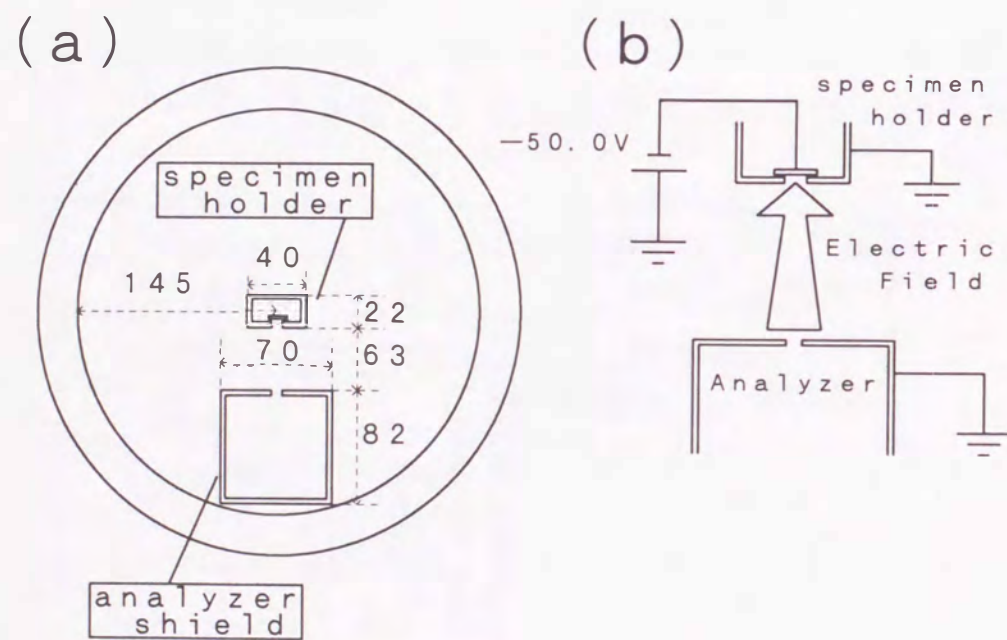 (a)
specimen
holder
40
145
22
70
63
82
analyzer
shield
(b)
specimen
holder
−50.0V
Electric
Field
Analyzer